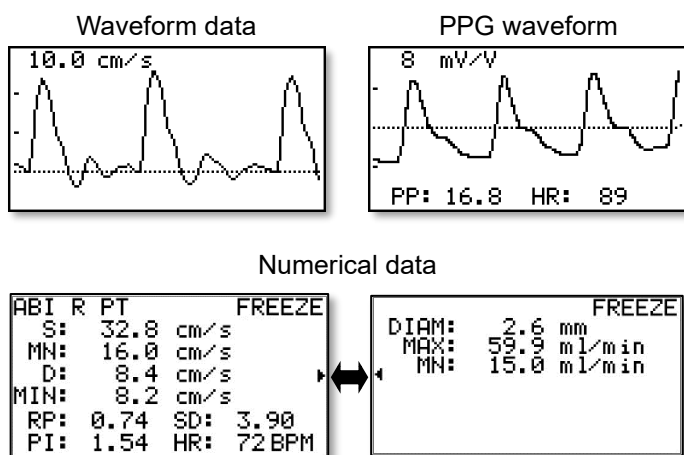 Waveform data
PPG waveform
10.0 cm/s
8 mV/V
PP: 16.8 HR: 89
Numerical data
ABI R PT FREEZE
S: 32.8 cm/s
MN: 16.0 cm/s
D: 8.4 cm/s
MIN: 8.2 cm/s
RP: 0.74 SD: 3.90
PI: 1.54 HR: 72 BPM
FREEZE
DIAM: 2.6 mm
MAX: 59.9 ml/min
MN: 15.0 ml/min